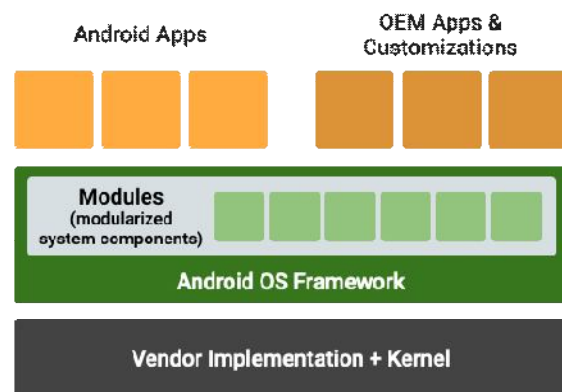 Android Apps
OEM Apps &
Customizations
Modules
(modularized
system components)
Android OS Framework
Vendor Implementation + Kernel